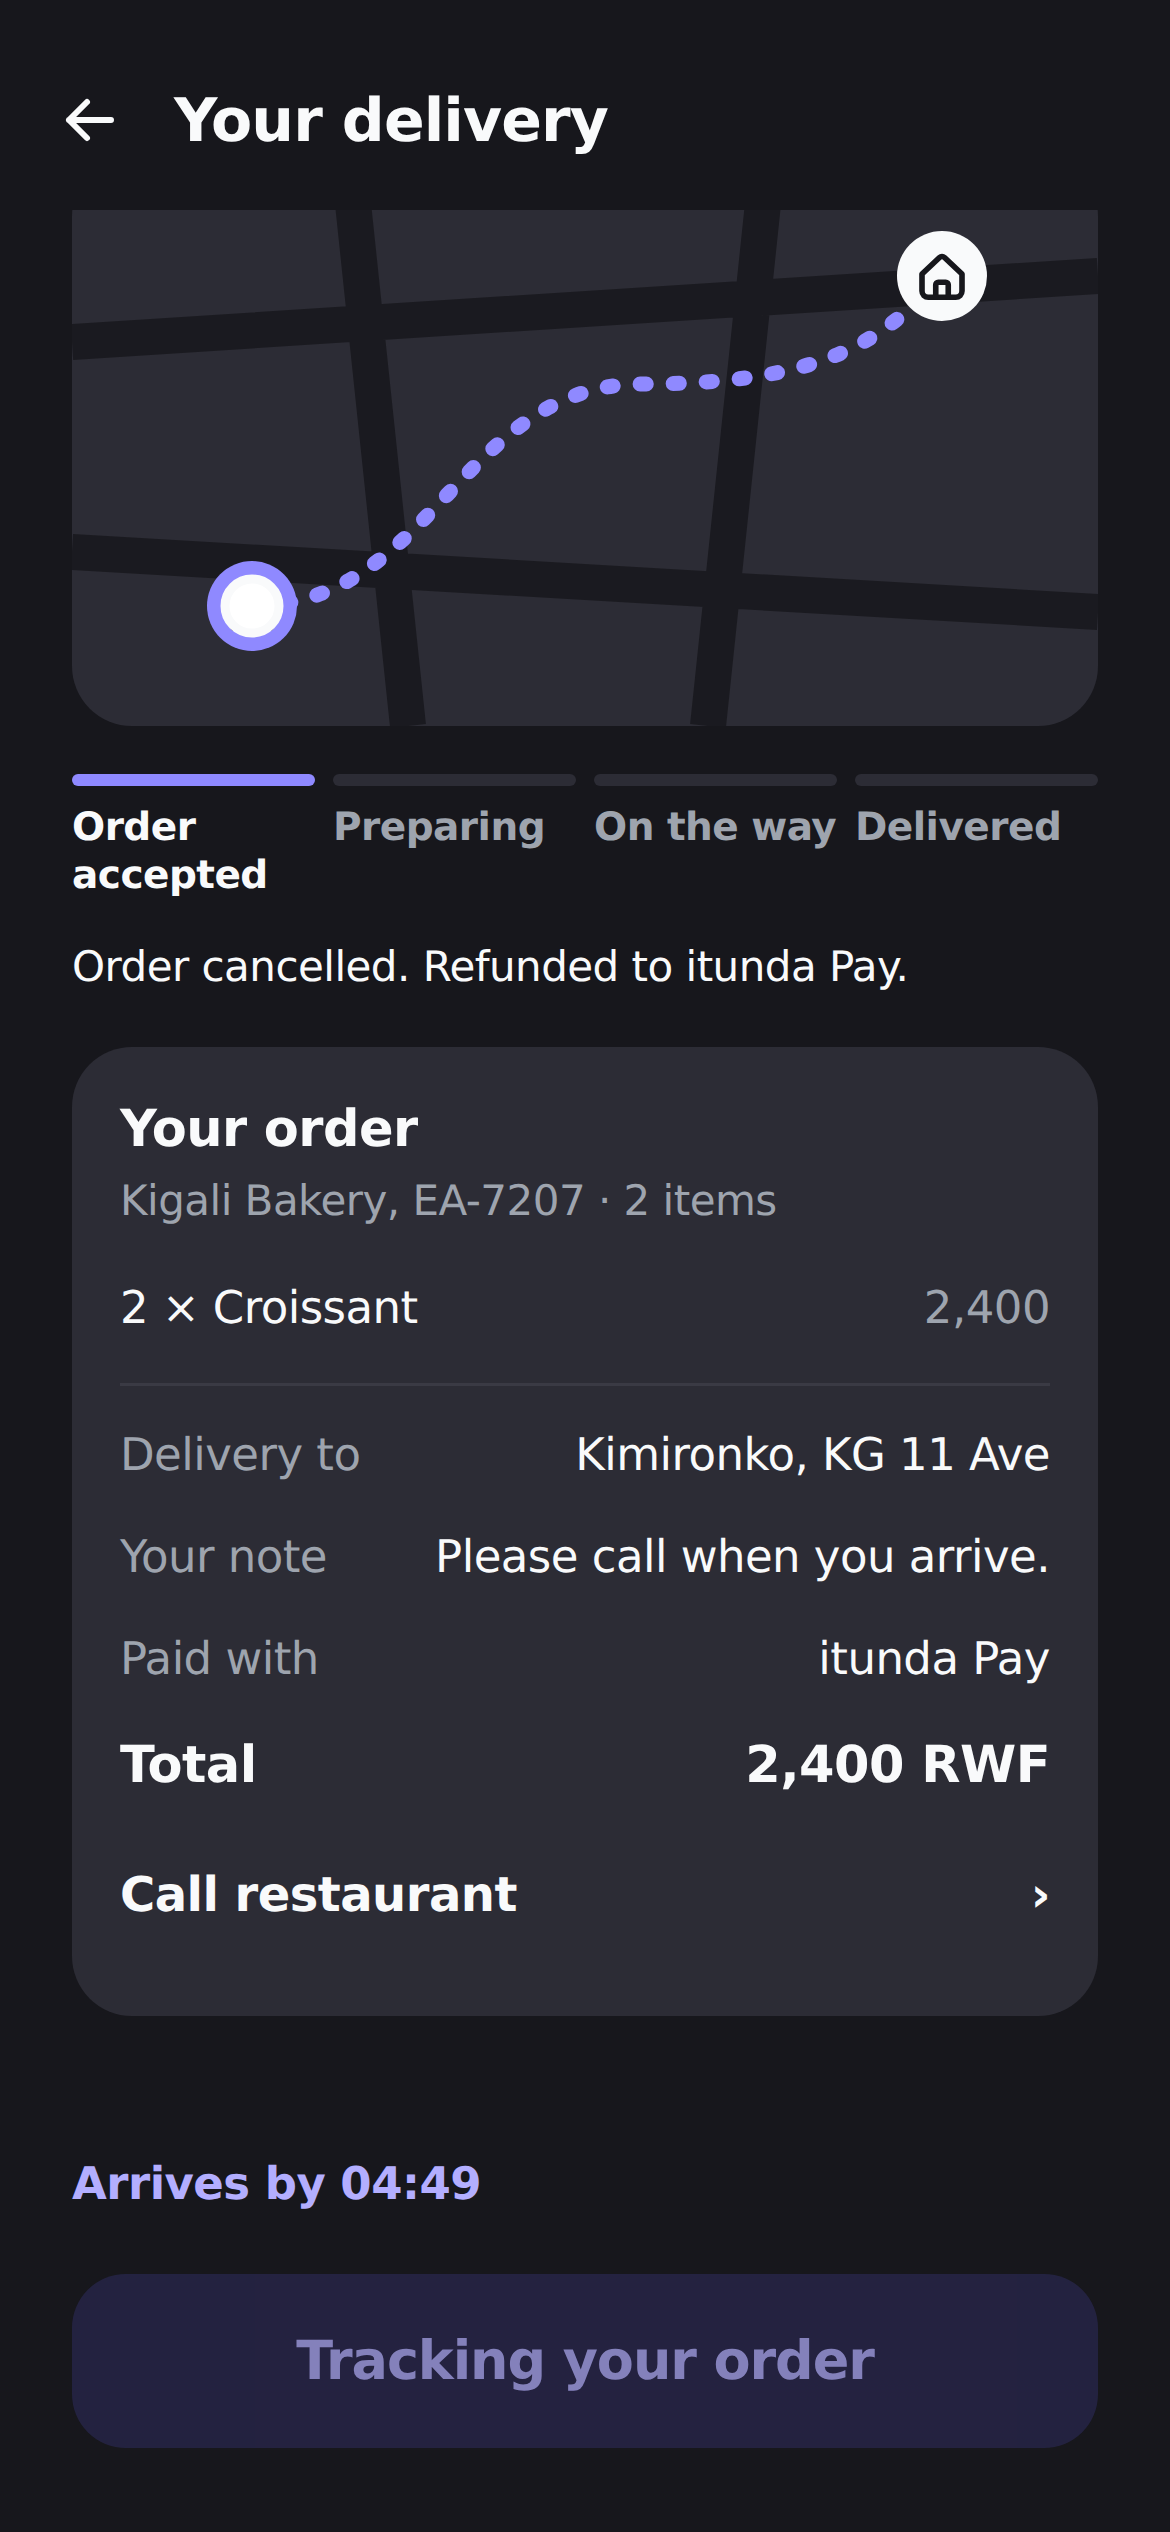 Your delivery
Order accepted
Preparing
On the way
Delivered
Order cancelled. Refunded to itunda Pay.
Your order
Kigali Bakery, EA-7207 · 2 items
2 × Croissant 2,400
Delivery to Kimironko, KG 11 Ave
Your note Please call when you arrive.
Paid with itunda Pay
Total 2,400 RWF
Call restaurant ›
Arrives by 04:49
Tracking your order